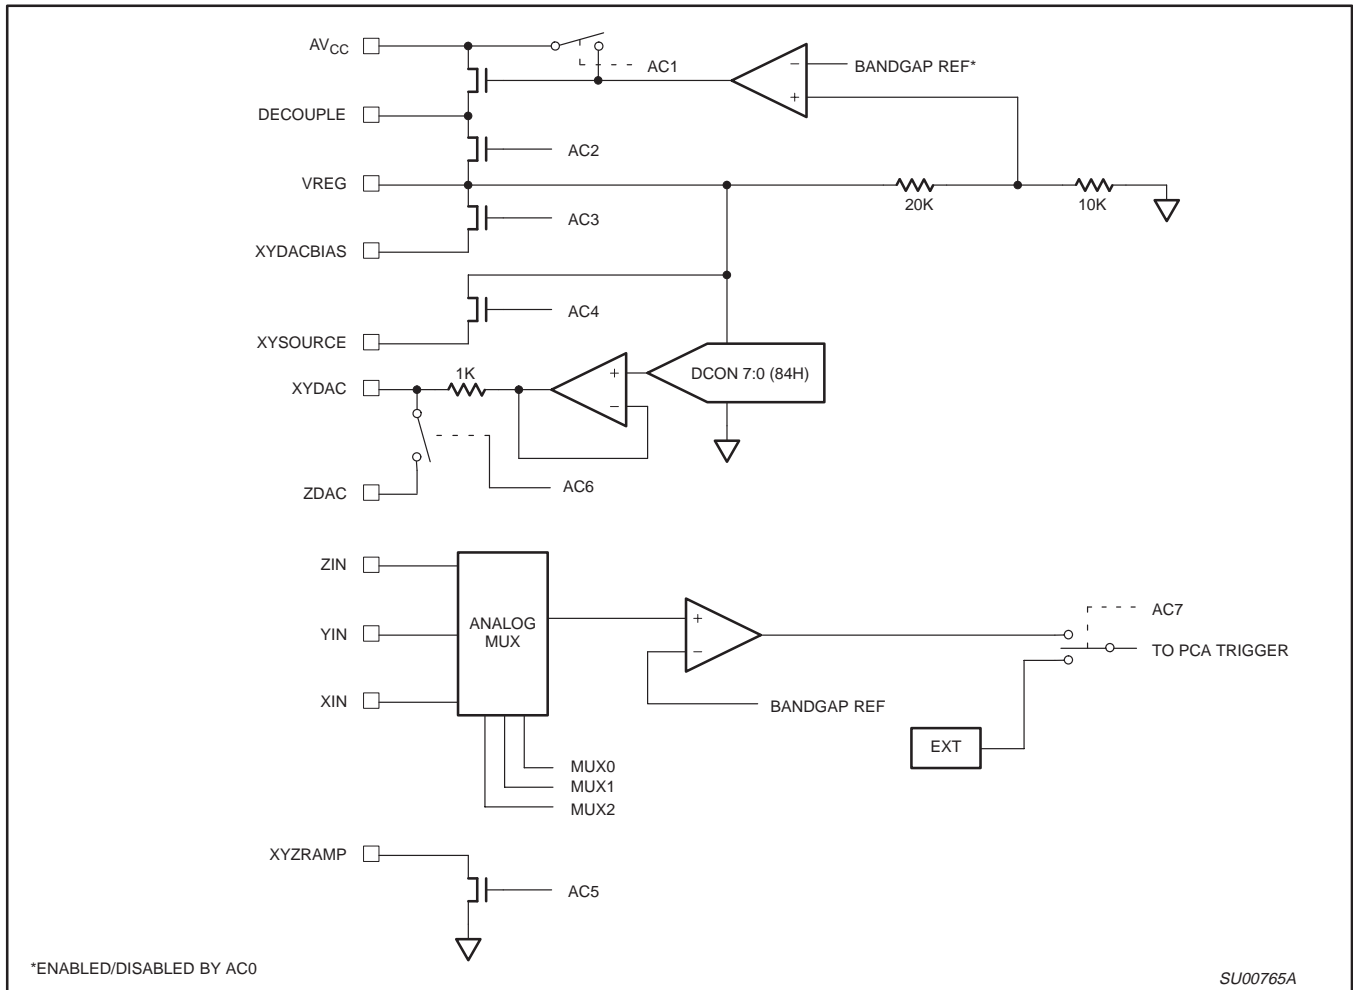 AVCC
AC1
BANDGAP REF*
−
+
DECOUPLE
AC2
VREG
20K
10K
AC3
XYDACBIAS
AC4
XYSOURCE
XYDAC
1K
+
−
DCON 7:0 (84H)
ZDAC
AC6
ZIN
ANALOG
MUX
YIN
XIN
+
−
BANDGAP REF
AC7
TO PCA TRIGGER
EXT
MUX0
MUX1
MUX2
XYZRAMP
AC5
*ENABLED/DISABLED BY AC0
SU00765A